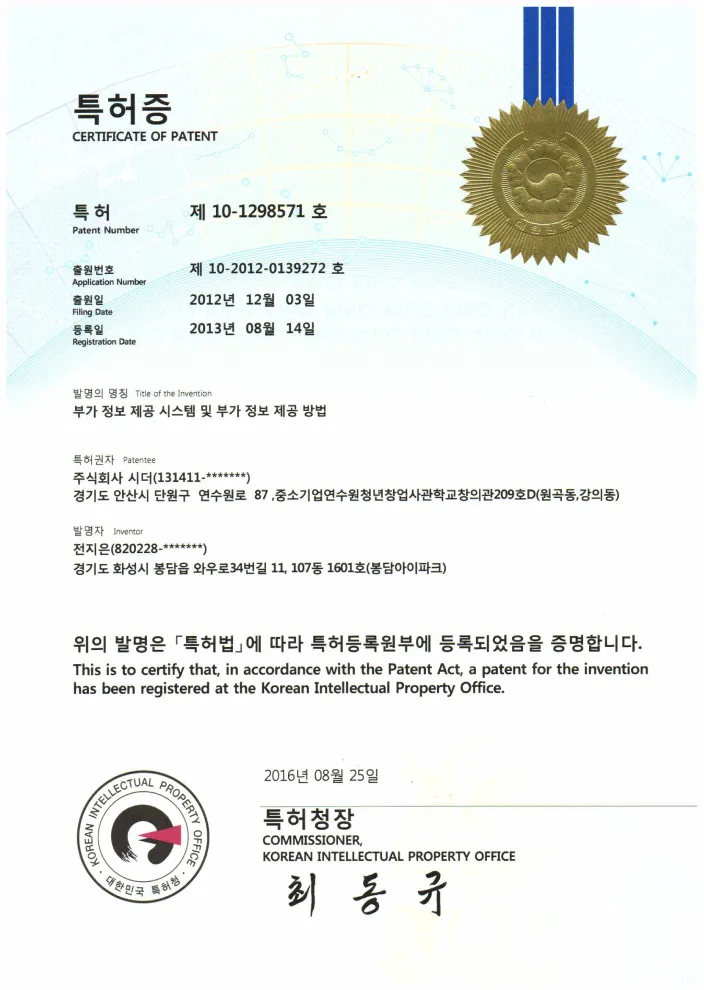 특허증
CERTIFICATE OF PATENT
특 허 제 10-1298571 호
Patent Number
출원번호 제 10-2012-0139272 호
Application Number
출원일 2012년 12월 03일
Filing Date
등록일 2013년 08월 14일
Registration Date
발명의 명칭 Title of the Invention
부가 정보 제공 시스템 및 부가 정보 제공 방법
특허권자 Patentee
주식회사 시더(131411-*******)
경기도 안산시 단원구 연수원로 87 ,중소기업연수원청년창업사관학교창의관209호D(원곡동,강의동)
발명자 Inventor
전지은(820228-*******)
경기도 화성시 봉담읍 와우로34번길 11, 107동 1601호(봉담아이파크)
위의 발명은 「특허법」에 따라 특허등록원부에 등록되었음을 증명합니다.
This is to certify that, in accordance with the Patent Act, a patent for the invention
has been registered at the Korean Intellectual Property Office.
2016년 08월 25일
특허청장
COMMISSIONER,
KOREAN INTELLECTUAL PROPERTY OFFICE
최 동 규
KOREAN INTELLECTUAL PROPERTY OFFICE
대한민국 특허청
대한민국